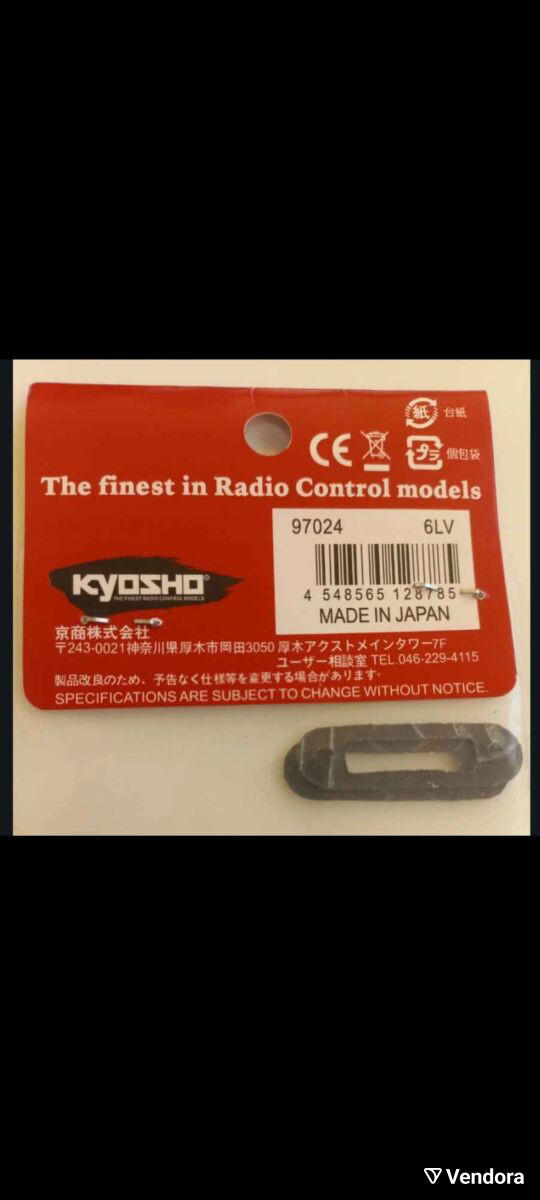 紙 台紙
CE プラ 個包袋
The finest in Radio Control models
97024 6LV
4 548565 128785
MADE IN JAPAN
KYOSHO®
THE FINEST RADIO CONTROL MODELS
京商株式会社
〒243-0021神奈川県厚木市岡田3050 厚木アクストメインタワー7F
ユーザー相談室 TEL.046-229-4115
製品改良のため、予告なく仕様等を変更する場合があります。
SPECIFICATIONS ARE SUBJECT TO CHANGE WITHOUT NOTICE.
Vendora